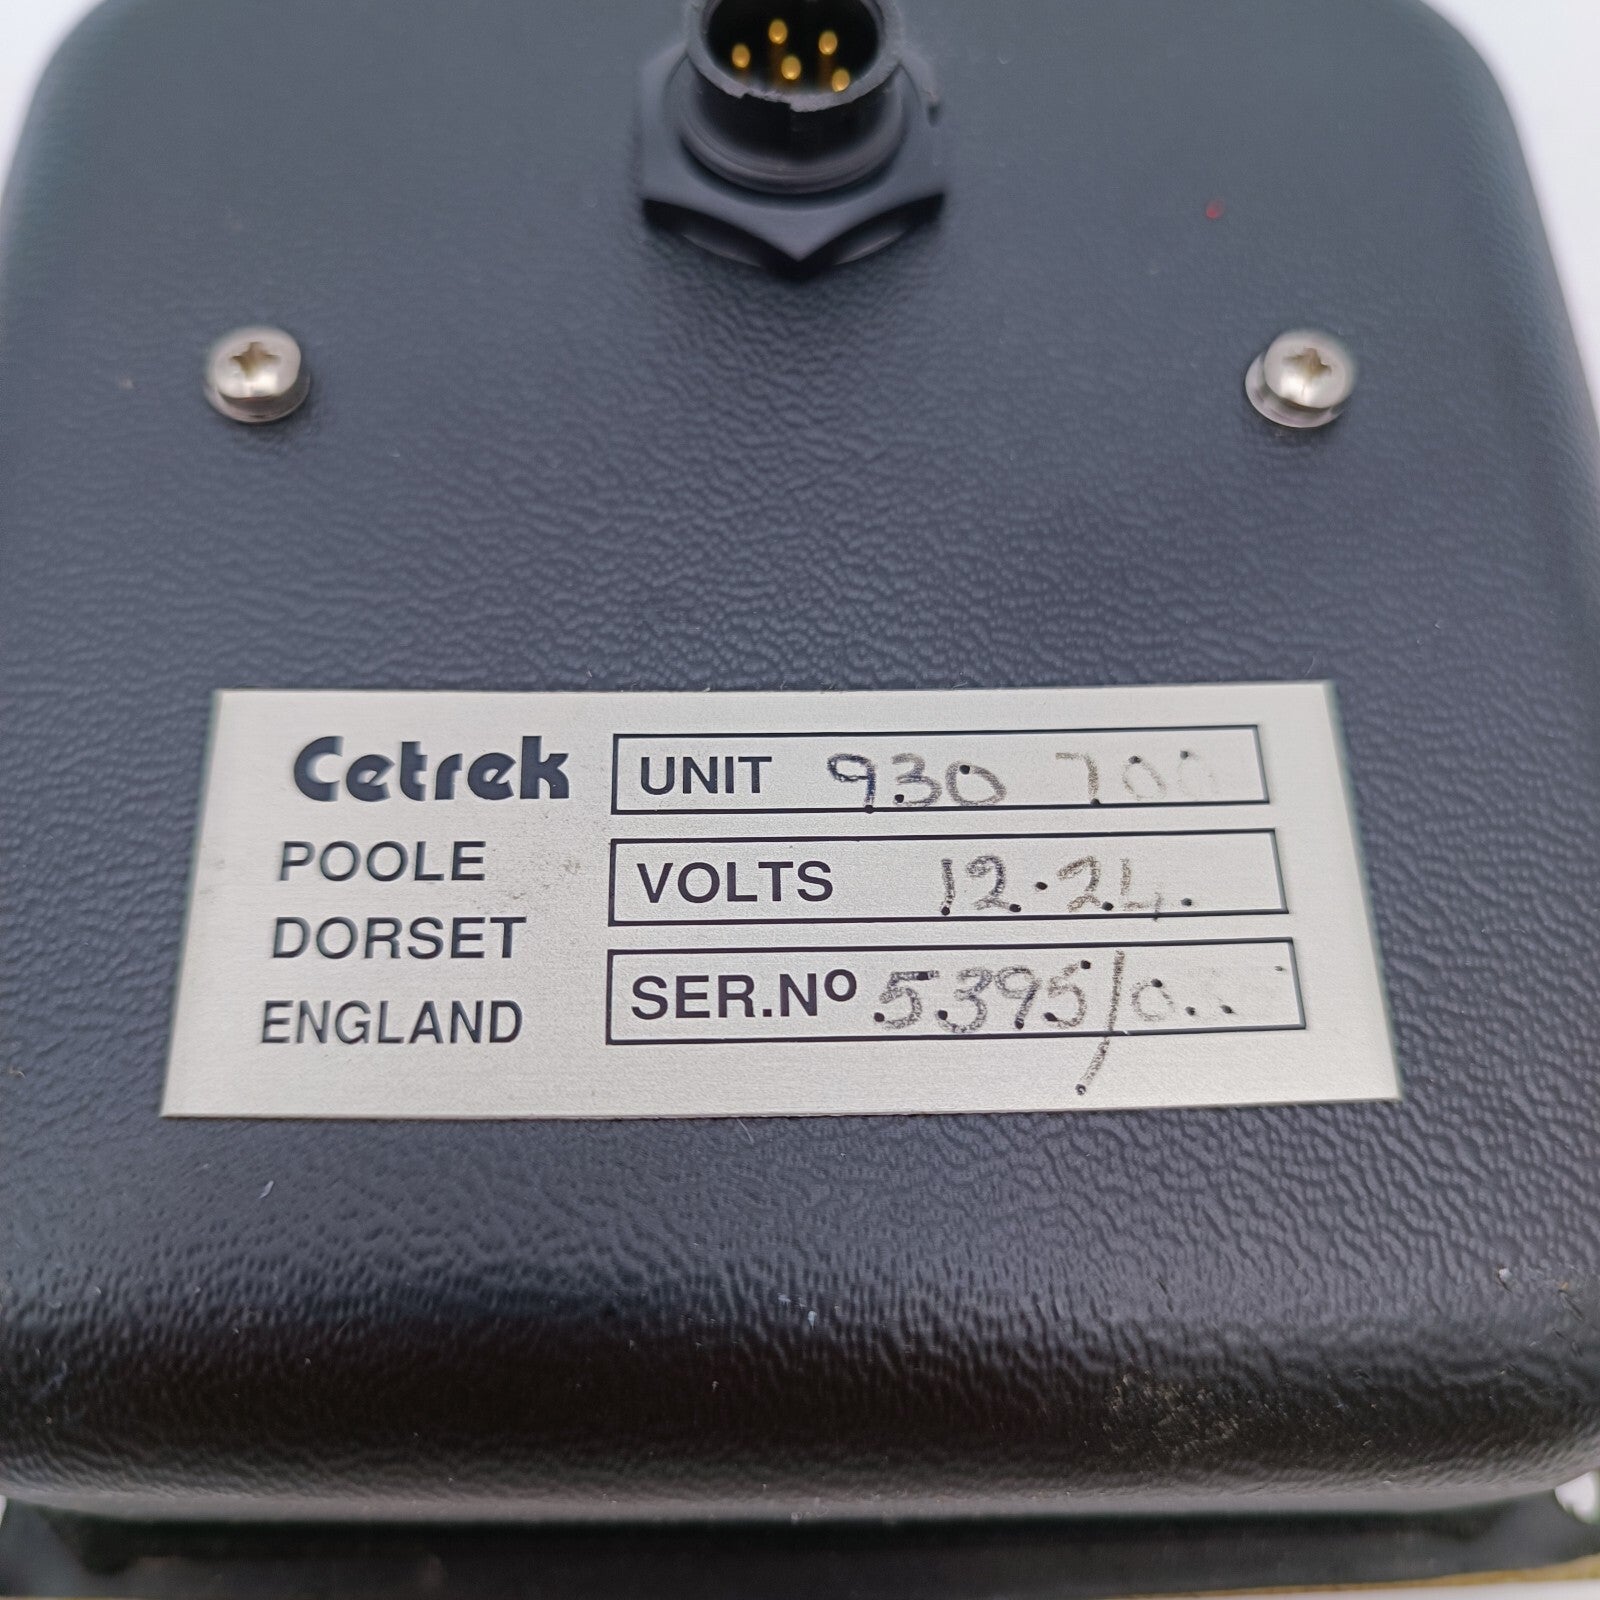 Cetrek
POOLE
DORSET
ENGLAND
UNIT 930 700
VOLTS 12.24.
SER.Nº 5395/